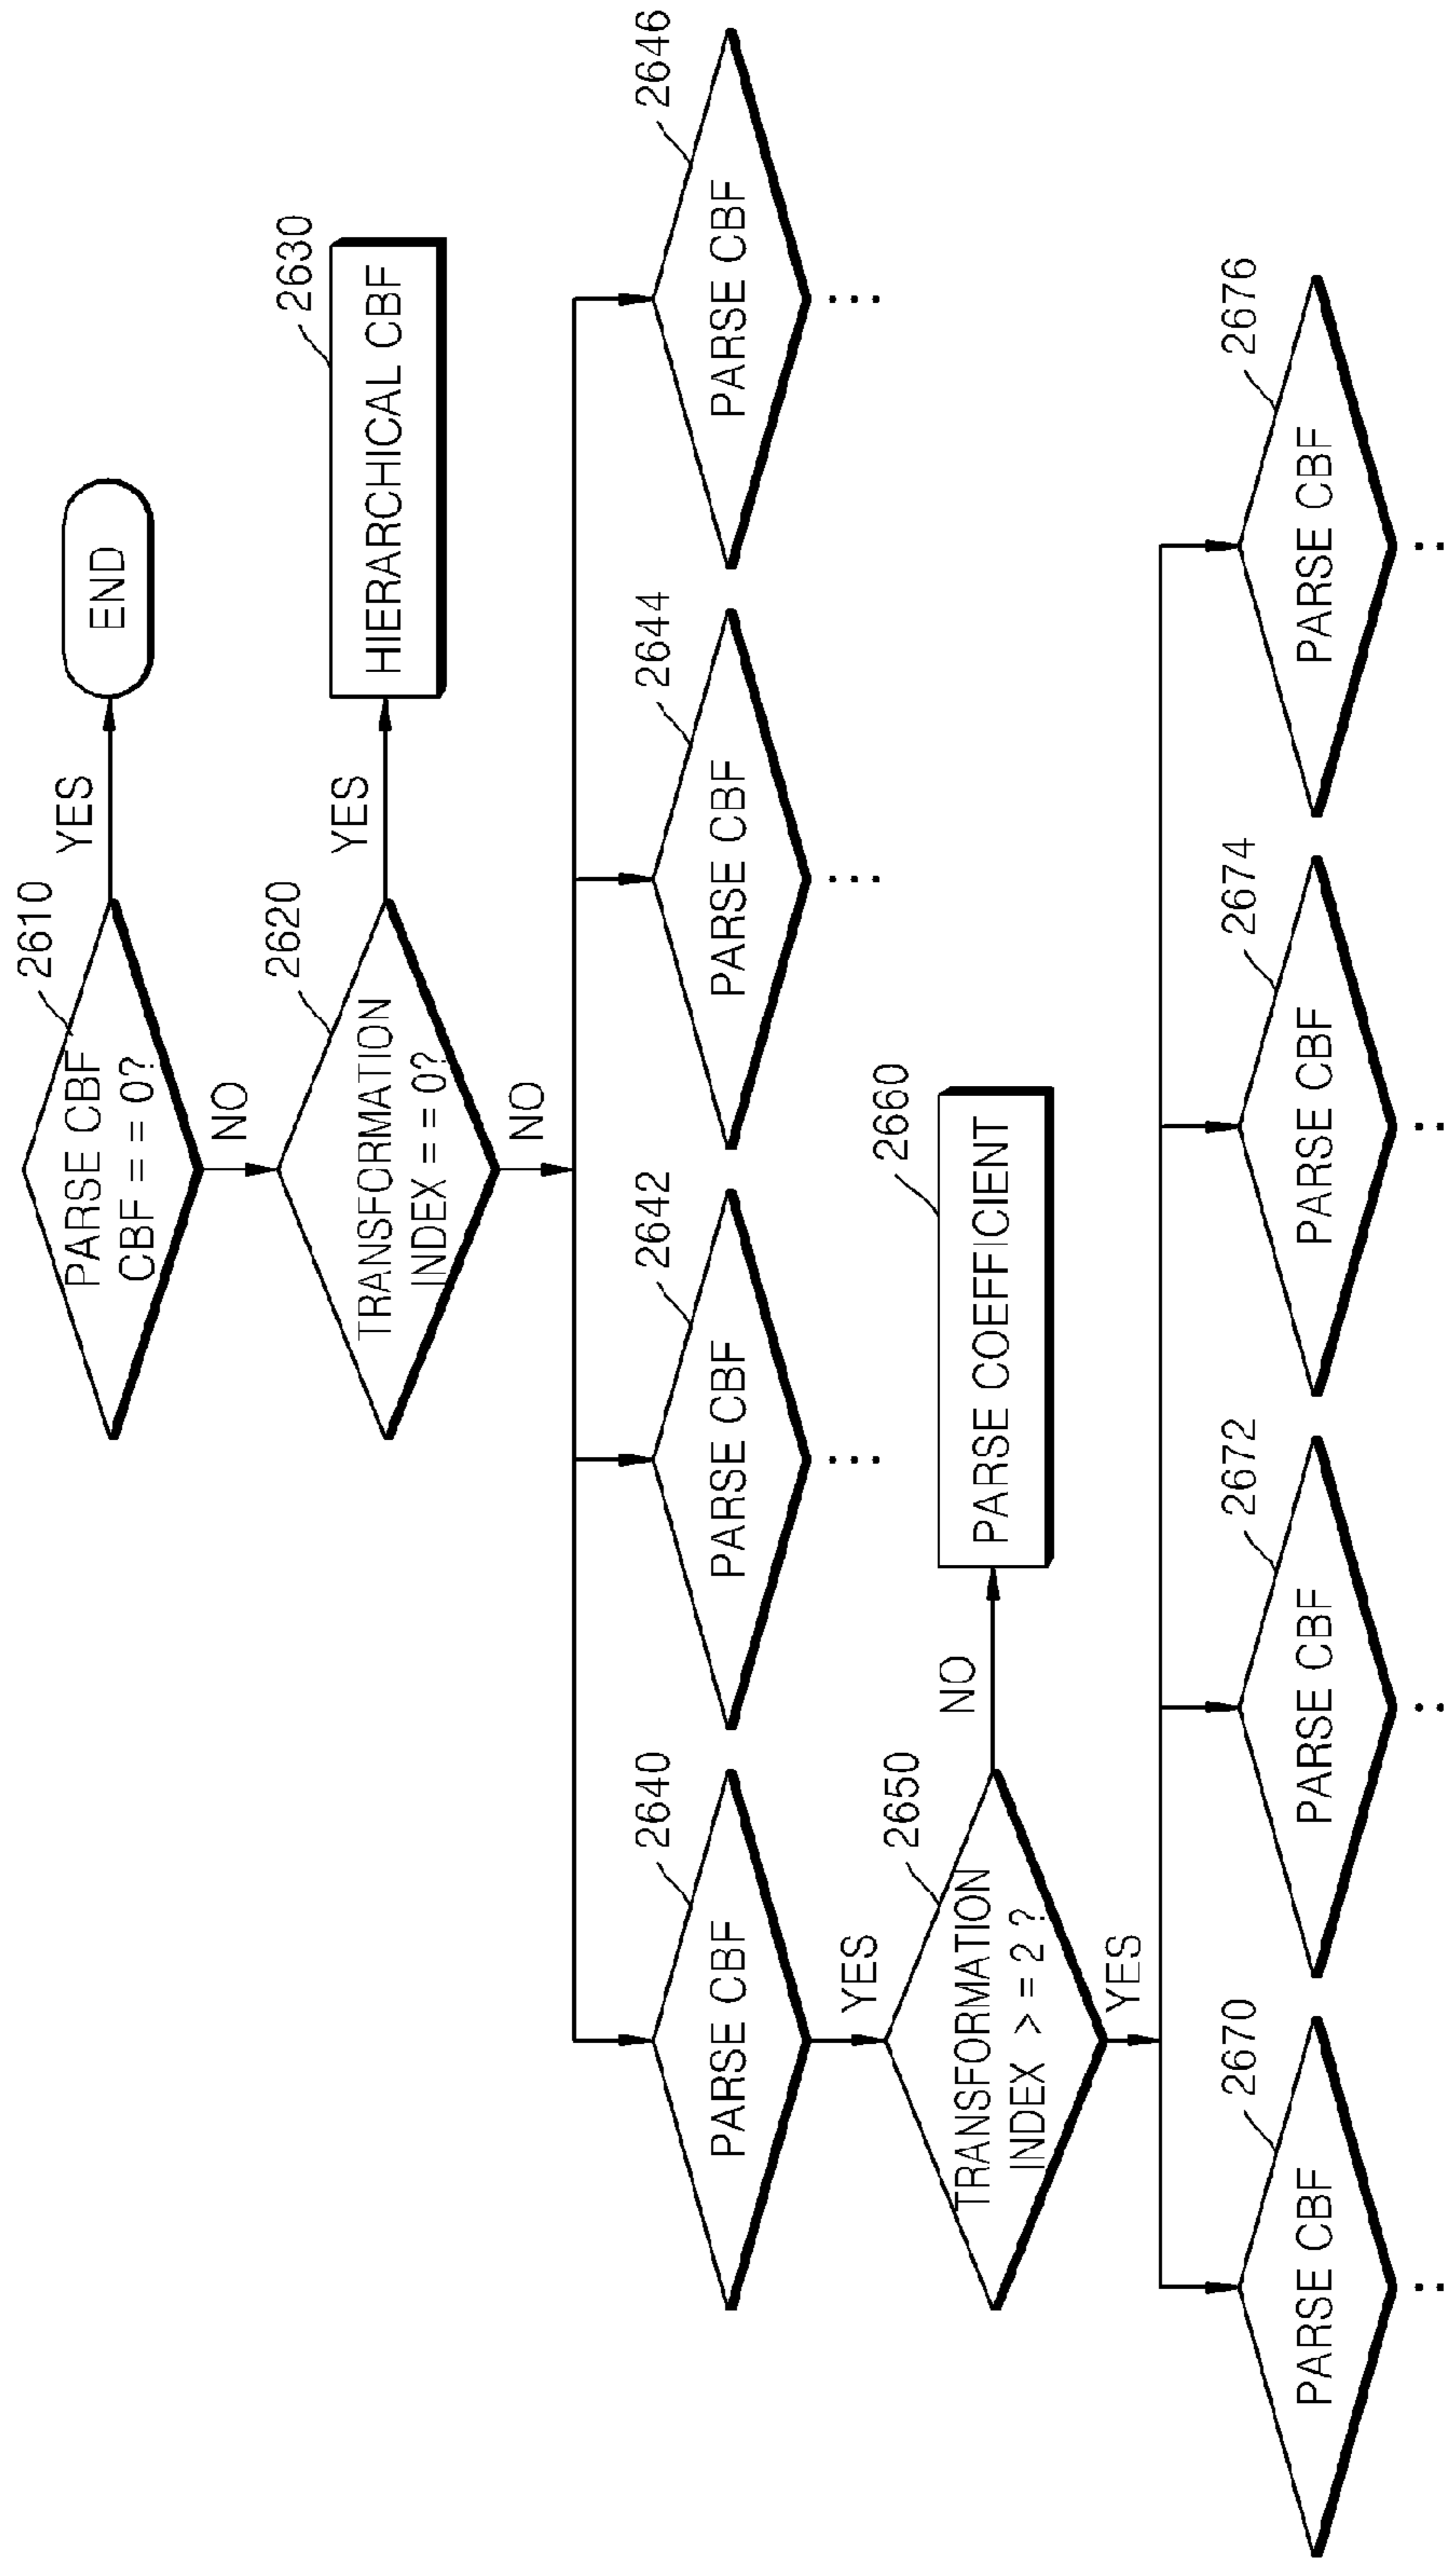 2610
PARSE CBF
CBF = = 0?
YES
END
NO
2620
TRANSFORMATION
INDEX = = 0?
YES
2630
HIERARCHICAL CBF
NO
2640
PARSE CBF
2642
PARSE CBF
2644
PARSE CBF
2646
PARSE CBF
...
...
...
YES
2650
TRANSFORMATION
INDEX > = 2 ?
NO
2660
PARSE COEFFICIENT
YES
2670
PARSE CBF
2672
PARSE CBF
2674
PARSE CBF
2676
PARSE CBF
..
..
..
..